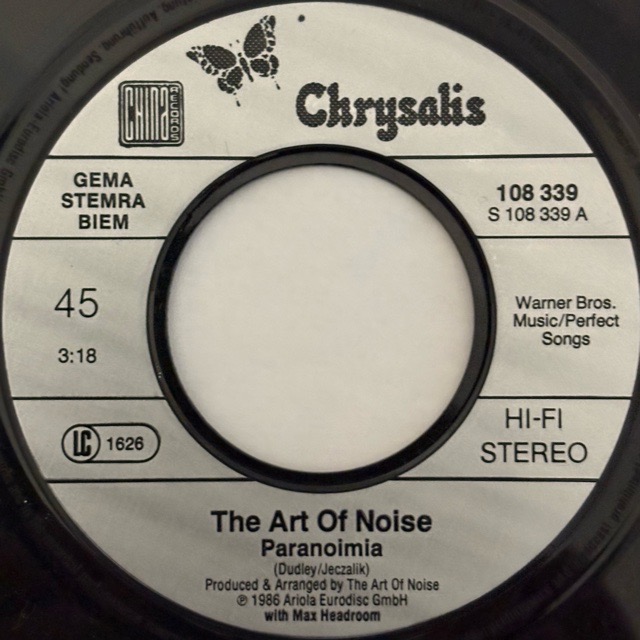 CHINA
RECORDS
Chrysalis
GEMA
STEMRA
BIEM
108 339
S 108 339 A
45
3:18
Warner Bros.
Music/Perfect
Songs
LC 1626
HI-FI
STEREO
The Art Of Noise
Paranoimia
(Dudley/Jeczalik)
Produced & Arranged by The Art Of Noise
℗ 1986 Ariola Eurodisc GmbH
with Max Headroom